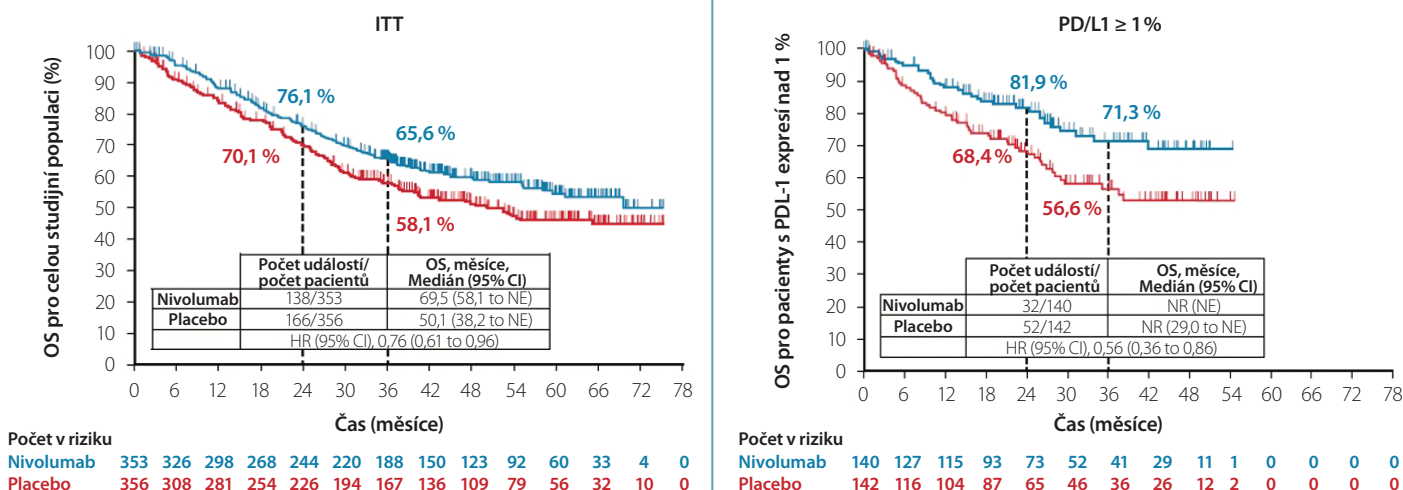 ITT
OS pro celou studijní populaci (%)
100
90
80
70
60
50
40
30
20
10
0
76,1 %
65,6 %
70,1 %
58,1 %
Počet událostí/ OS, měsíce,
počet pacientů Medián (95% CI)
Nivolumab 138/353 69,5 (58,1 to NE)
Placebo 166/356 50,1 (38,2 to NE)
HR (95% CI), 0,76 (0,61 to 0,96)
0 6 12 18 24 30 36 42 48 54 60 66 72 78
Čas (měsíce)
Počet v riziku
Nivolumab 353 326 298 268 244 220 188 150 123 92 60 33 4 0
Placebo 356 308 281 254 226 194 167 136 109 79 56 32 10 0
PD/L1 ≥ 1 %
OS pro pacienty s PDL-1 expresí nad 1 %
100
90
80
70
60
50
40
30
20
10
0
81,9 %
71,3 %
68,4 %
56,6 %
Počet událostí/ OS, měsíce,
počet pacientů Medián (95% CI)
Nivolumab 32/140 NR (NE)
Placebo 52/142 NR (29,0 to NE)
HR (95% CI), 0,56 (0,36 to 0,86)
0 6 12 18 24 30 36 42 48 54 60 66 72 78
Čas (měsíce)
Počet v riziku
Nivolumab 140 127 115 93 73 52 41 29 11 1 0 0 0 0
Placebo 142 116 104 87 65 46 36 26 12 2 0 0 0 0